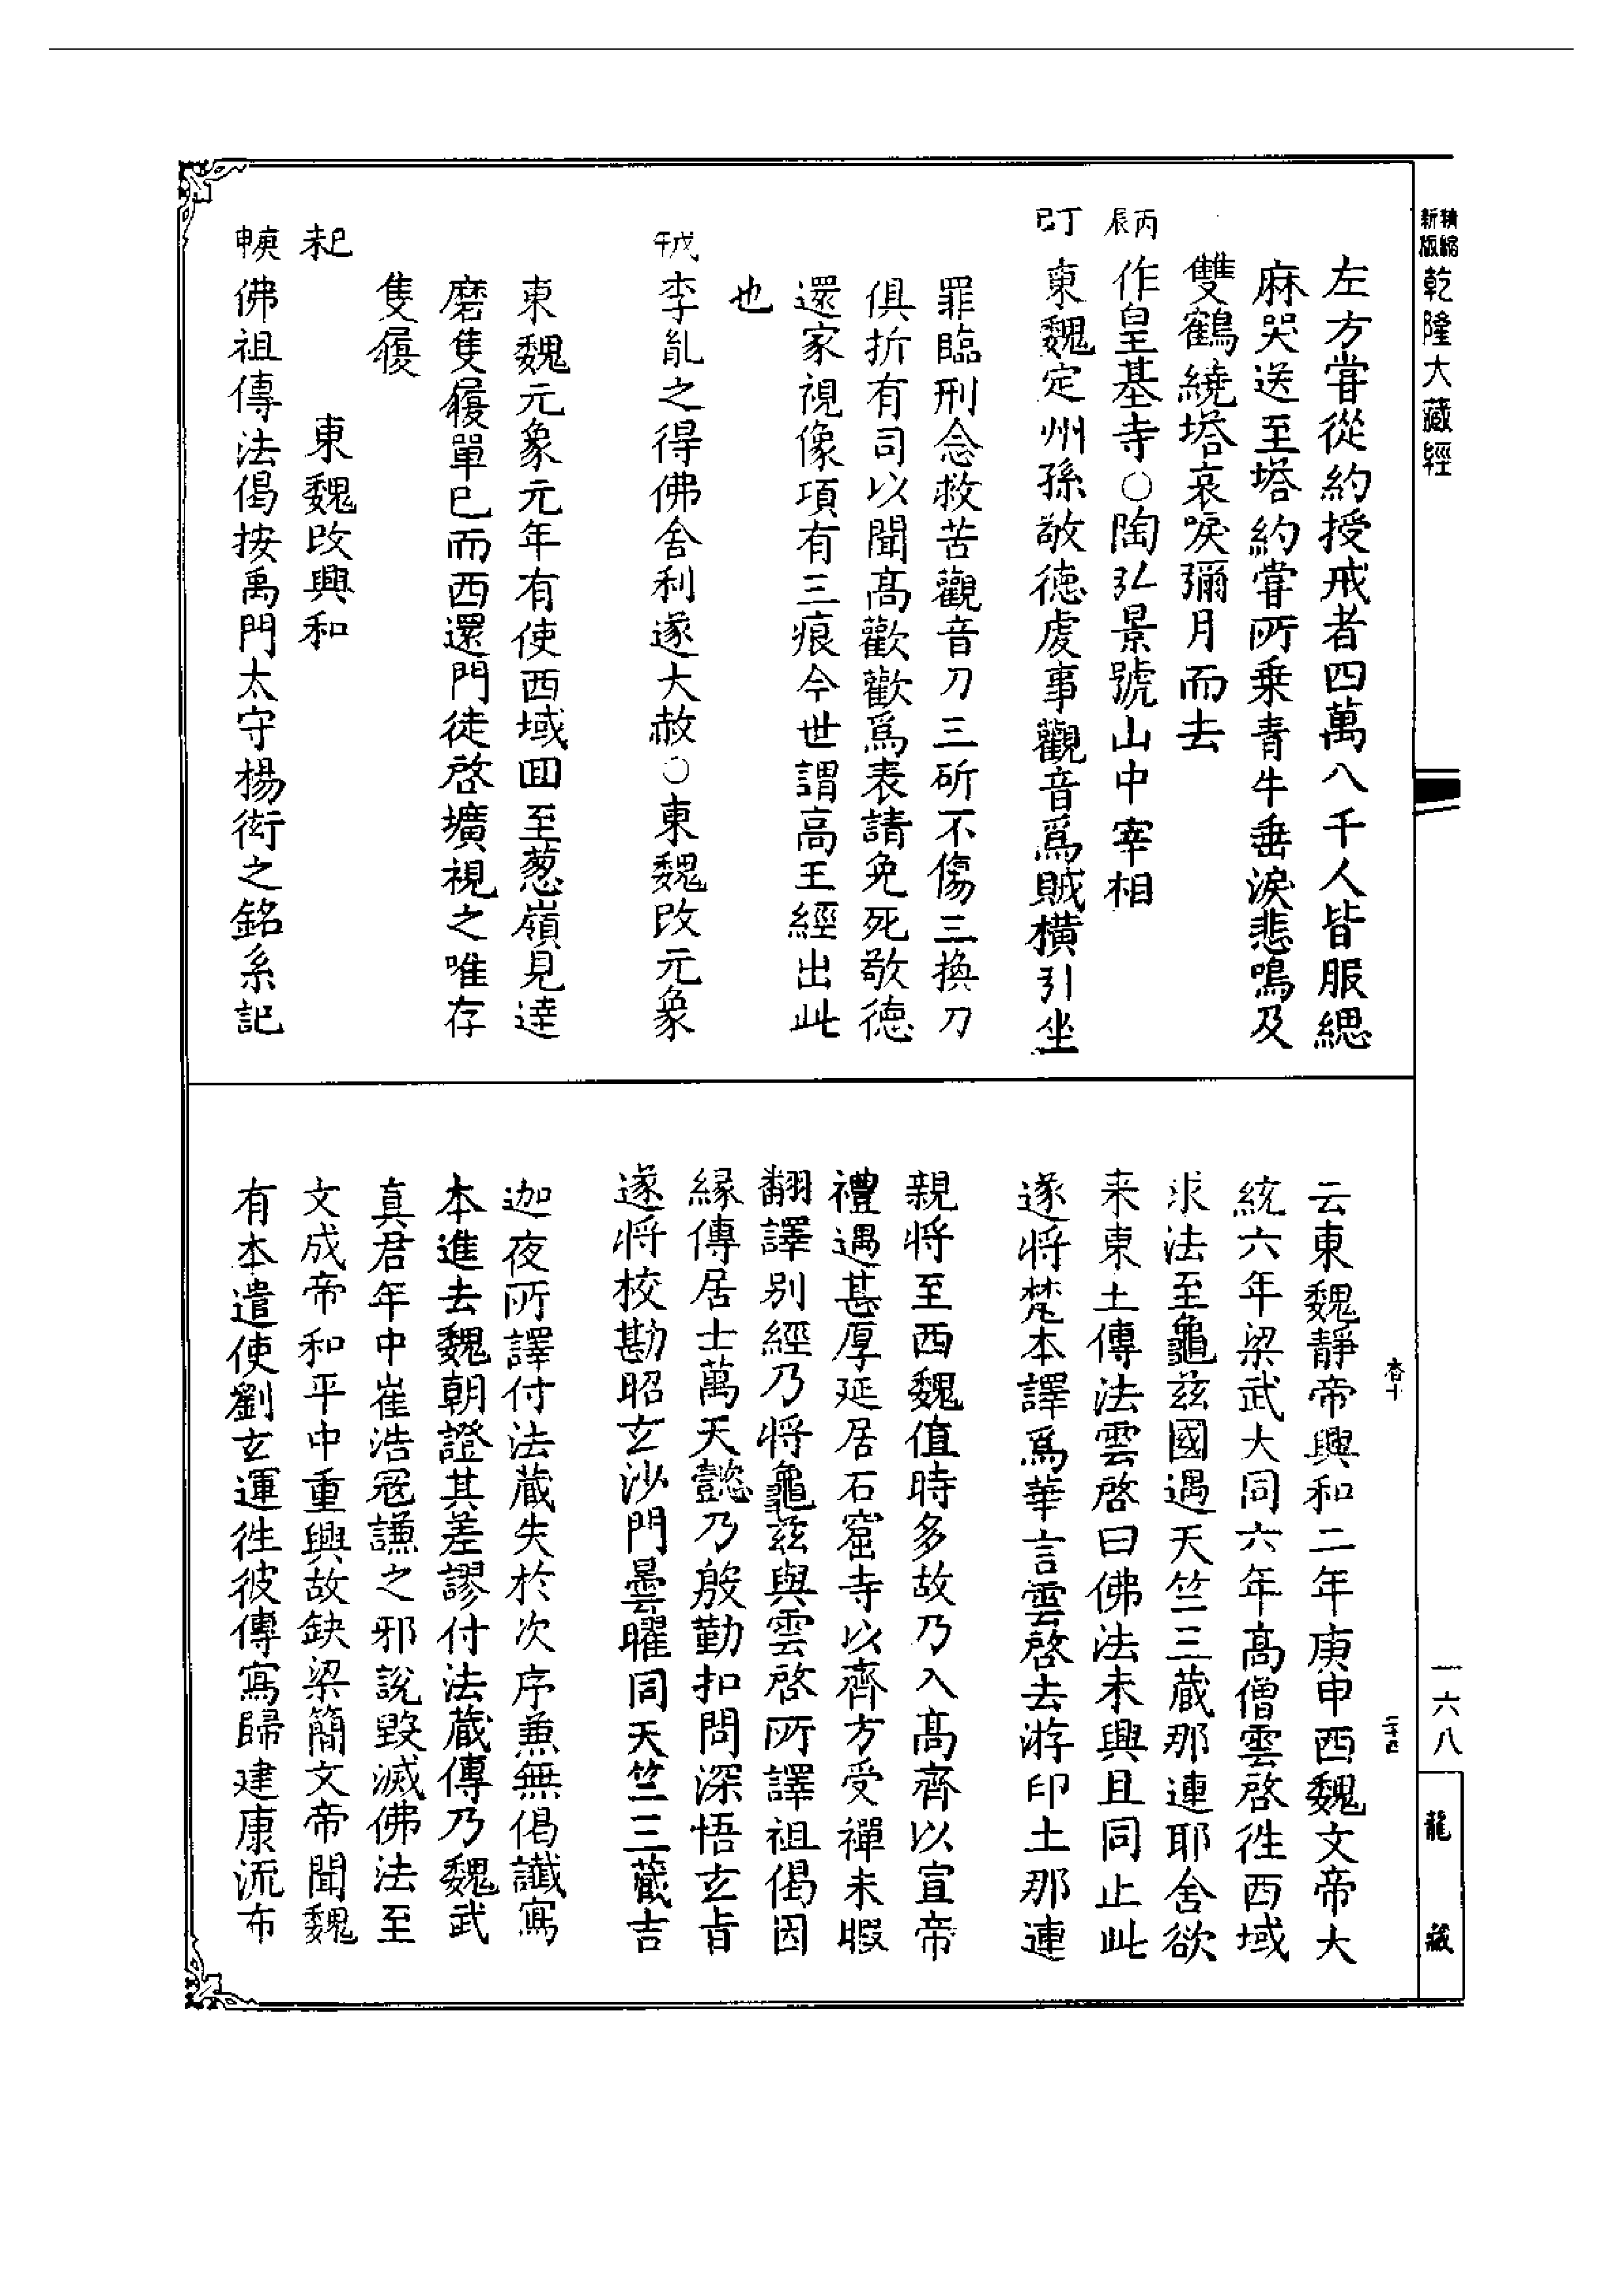 精縮新版
乾隆大藏經
左方甞從約授戒者四萬八千人皆服緦
麻哭送至塔約甞所乗青牛垂淚悲鳴及
雙鶴繞塔哀唳彌月而去
丙辰
作皇基寺○陶弘景號山中宰相
丁巳
東魏定州孫敬德虔事觀音爲賊橫引坐
罪臨刑念救苦觀音刀三斫不傷三換刀
俱折有司以聞高歡歡爲表請免死敬德
還家視像項有三痕今世謂高王經出此
也
戊午
李胤之得佛舍利遂大赦○東魏改元象
東魏元象元年有使西域回至葱嶺見達
磨隻履單已而西還門徒啓壙視之唯存
隻履
己未
東魏改興和
庚申
佛祖傳法偈按禹門太守楊衒之銘系記
云東魏靜帝興和二年庚申西魏文帝大
統六年梁武大同六年高僧雲啓徃西域
求法至龜茲國遇天竺三藏那連耶舍欲
来東土傳法雲啓曰佛法未興且同止此
遂將梵本譯爲華言雲啓去游印土那連
親將至西魏值時多故乃入高齊以宣帝
禮遇甚厚延居石窟寺以齊方受禪未暇
翻譯别經乃將龜茲與雲啓所譯祖偈因
緣傳居士萬天懿乃殷勤扣問深悟玄旨
遂將校勘昭玄沙門曇曜同天竺三藏吉
迦夜所譯付法藏失於次序兼無偈讖寫
本進去魏朝證其差謬付法藏傳乃魏武
真君年中崔浩冦謙之邪說毀滅佛法至
文成帝和平中重興故缺梁簡文帝聞魏
有本遣使劉玄運徃彼傳寫歸建康流布
卷十
二十四
一六八
龍藏